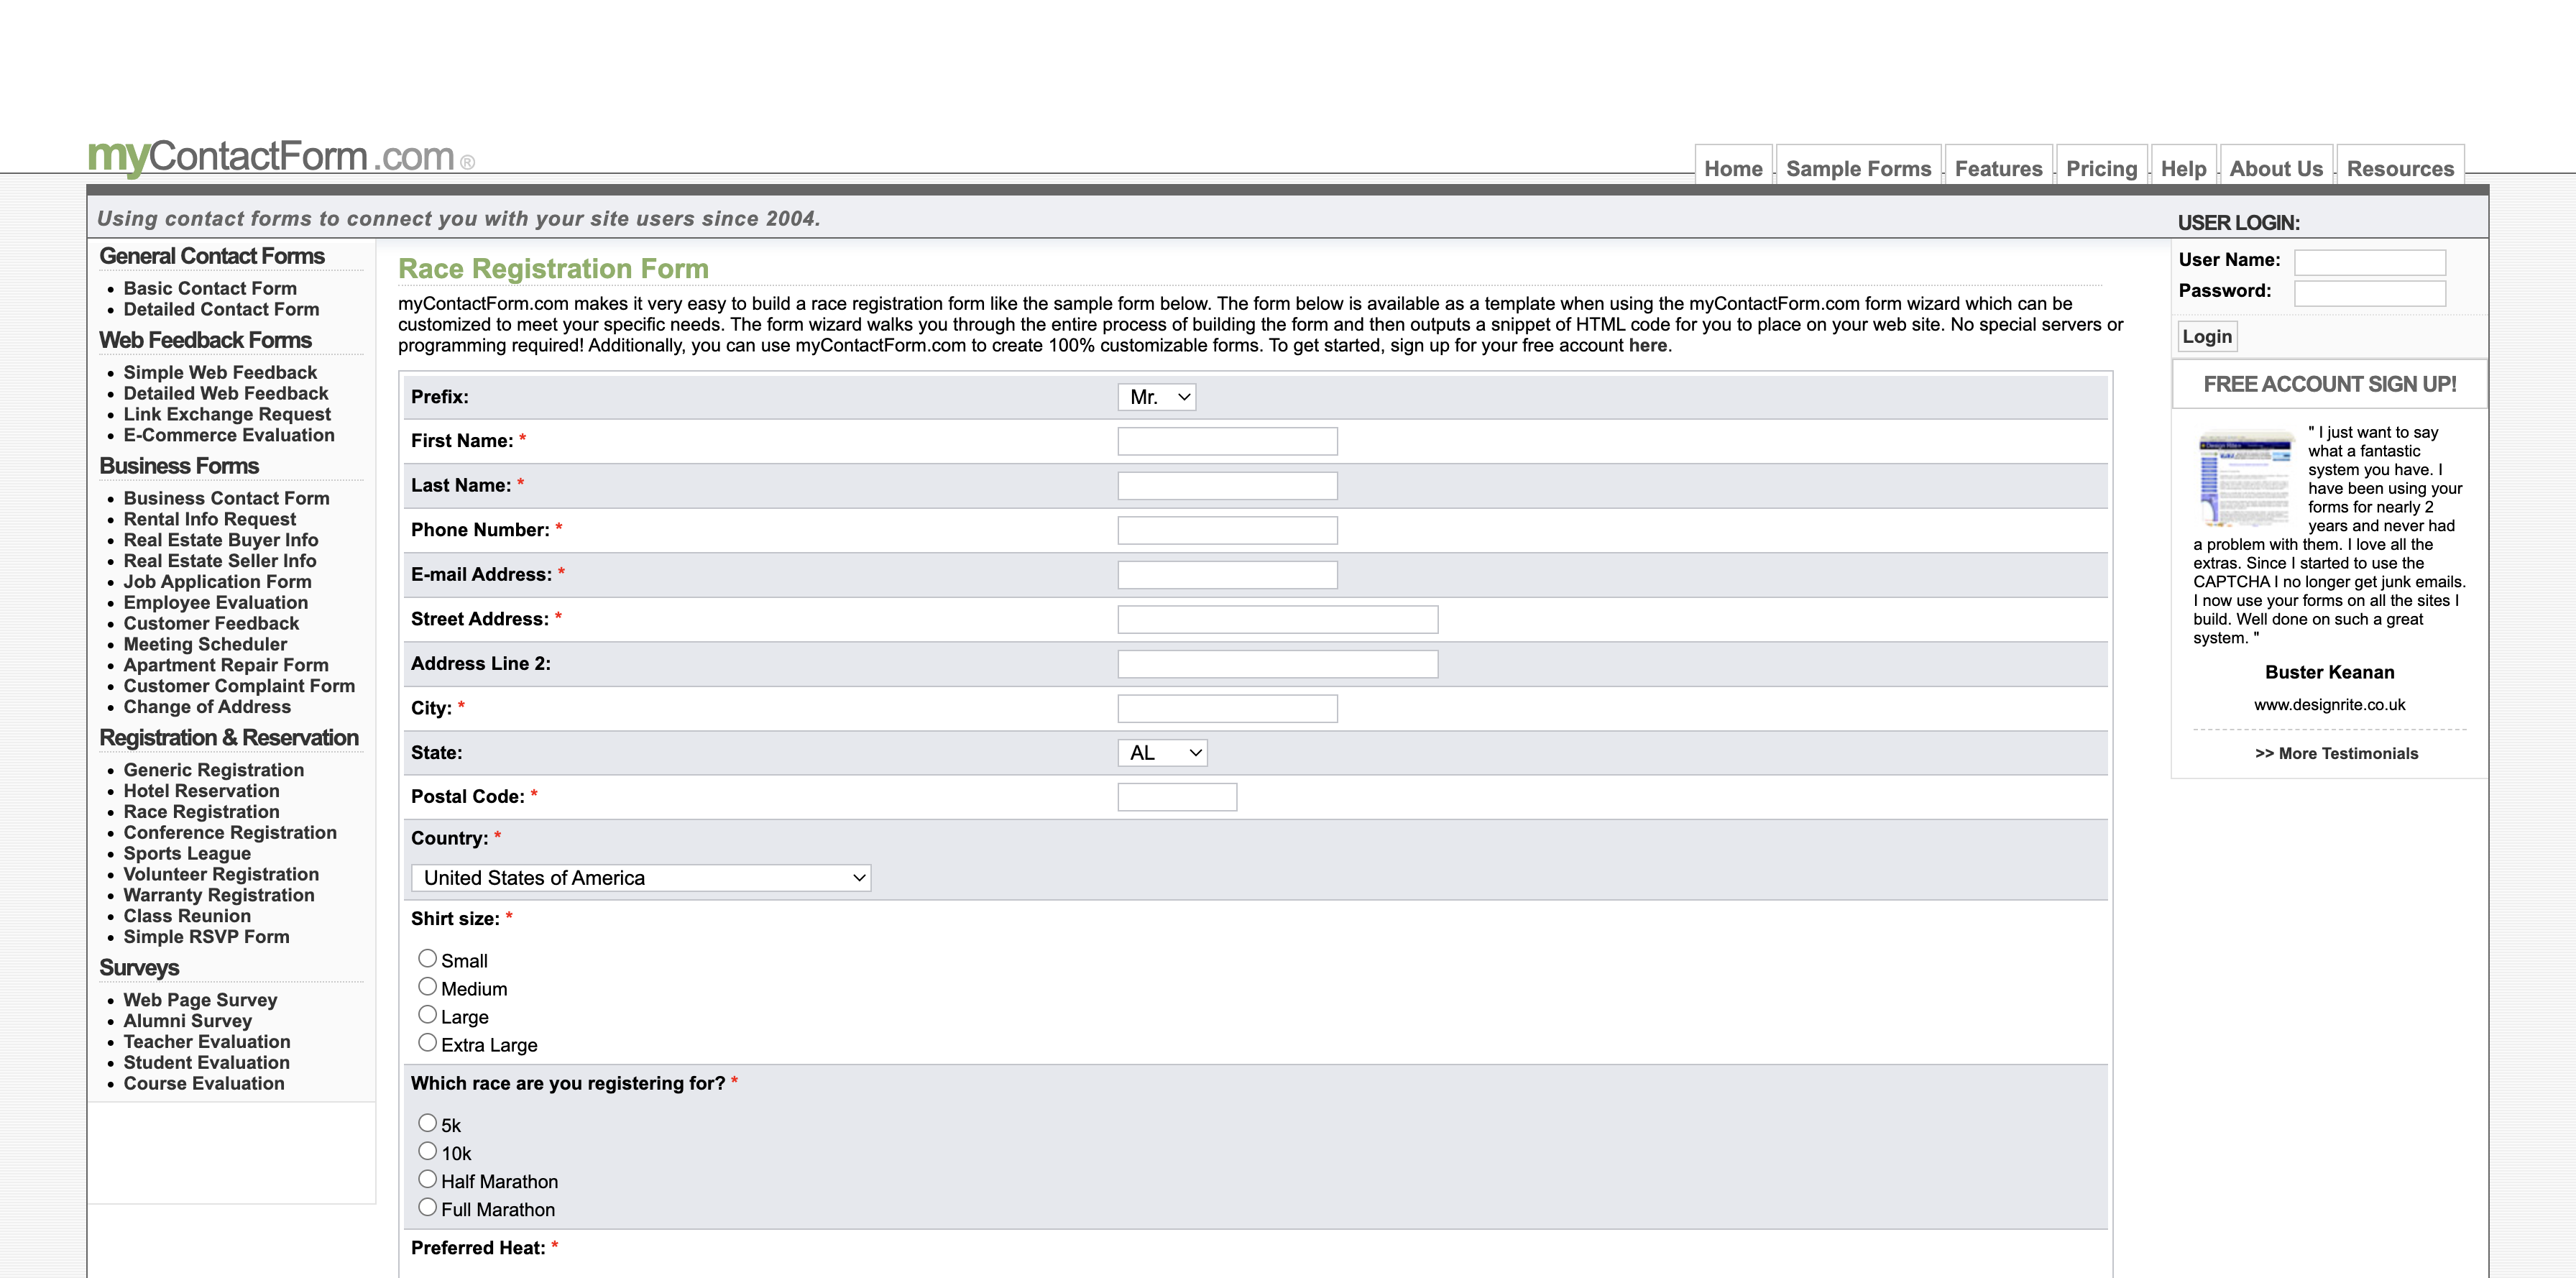 myContactForm.com®
Home
Sample Forms
Features
Pricing
Help
About Us
Resources
Using contact forms to connect you with your site users since 2004.
USER LOGIN:
General Contact Forms
Basic Contact Form
Detailed Contact Form
Web Feedback Forms
Simple Web Feedback
Detailed Web Feedback
Link Exchange Request
E-Commerce Evaluation
Business Forms
Business Contact Form
Rental Info Request
Real Estate Buyer Info
Real Estate Seller Info
Job Application Form
Employee Evaluation
Customer Feedback
Meeting Scheduler
Apartment Repair Form
Customer Complaint Form
Change of Address
Registration & Reservation
Generic Registration
Hotel Reservation
Race Registration
Conference Registration
Sports League
Volunteer Registration
Warranty Registration
Class Reunion
Simple RSVP Form
Surveys
Web Page Survey
Alumni Survey
Teacher Evaluation
Student Evaluation
Course Evaluation
Race Registration Form
myContactForm.com makes it very easy to build a race registration form like the sample form below. The form below is available as a template when using the myContactForm.com form wizard which can be
customized to meet your specific needs. The form wizard walks you through the entire process of building the form and then outputs a snippet of HTML code for you to place on your web site. No special servers or
programming required! Additionally, you can use myContactForm.com to create 100% customizable forms. To get started, sign up for your free account here.
Prefix: Mr.
First Name: *
Last Name: *
Phone Number: *
E-mail Address: *
Street Address: *
Address Line 2:
City: *
State: AL
Postal Code: *
Country: *
United States of America
Shirt size: *
Small
Medium
Large
Extra Large
Which race are you registering for? *
5k
10k
Half Marathon
Full Marathon
Preferred Heat: *
User Name:
Password:
Login
FREE ACCOUNT SIGN UP!
" I just want to say
what a fantastic
system you have. I
have been using your
forms for nearly 2
years and never had
a problem with them. I love all the
extras. Since I started to use the
CAPTCHA I no longer get junk emails.
I now use your forms on all the sites I
build. Well done on such a great
system. "
Buster Keanan
www.designrite.co.uk
>> More Testimonials